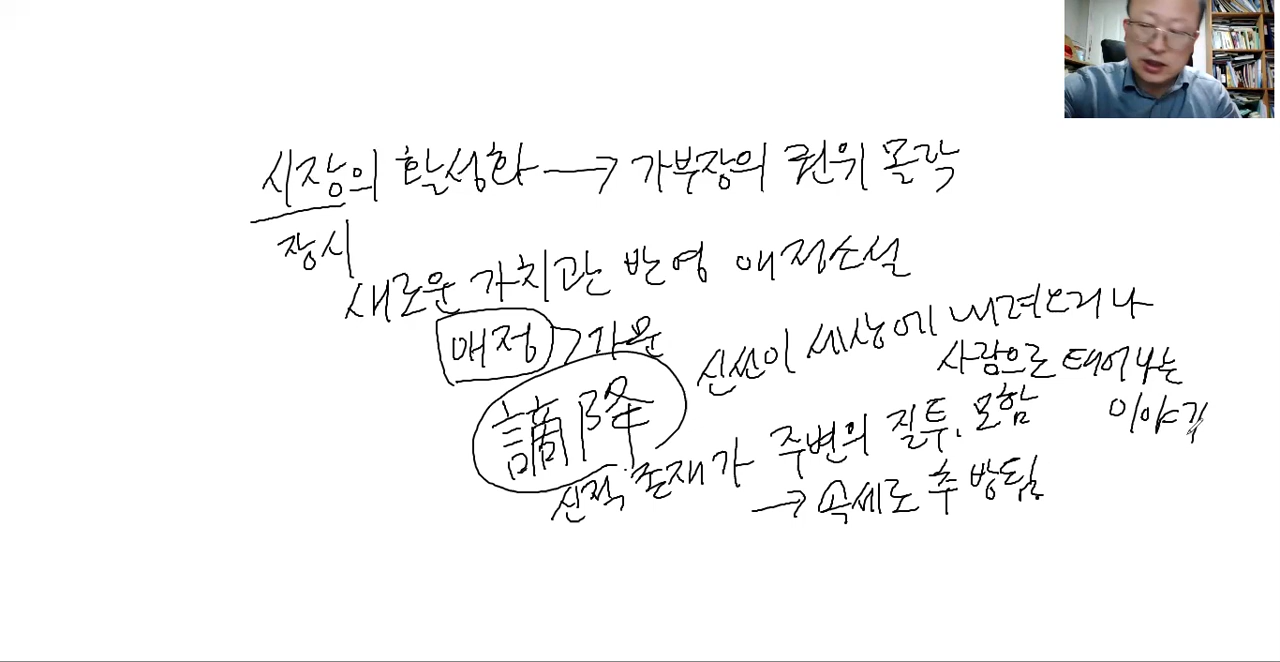 시장의 활성화 → 가부장의 권위 몰락
장시
새로운 가치관 반영 애정소설
애정 > 가문
謫降 신선이 세상에 내려오거나
사람으로 태어나는
이야기
신적 존재가 주변의 질투, 모함
→ 속세로 추방됨